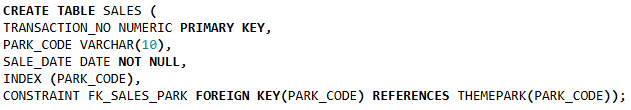 CREATE TABLE SALES (
TRANSACTION_NO NUMERIC PRIMARY KEY,
PARK_CODE VARCHAR(10),
SALE_DATE DATE NOT NULL,
INDEX (PARK_CODE),
CONSTRAINT FK_SALES_PARK FOREIGN KEY(PARK_CODE) REFERENCES THEMEPARK(PARK_CODE));